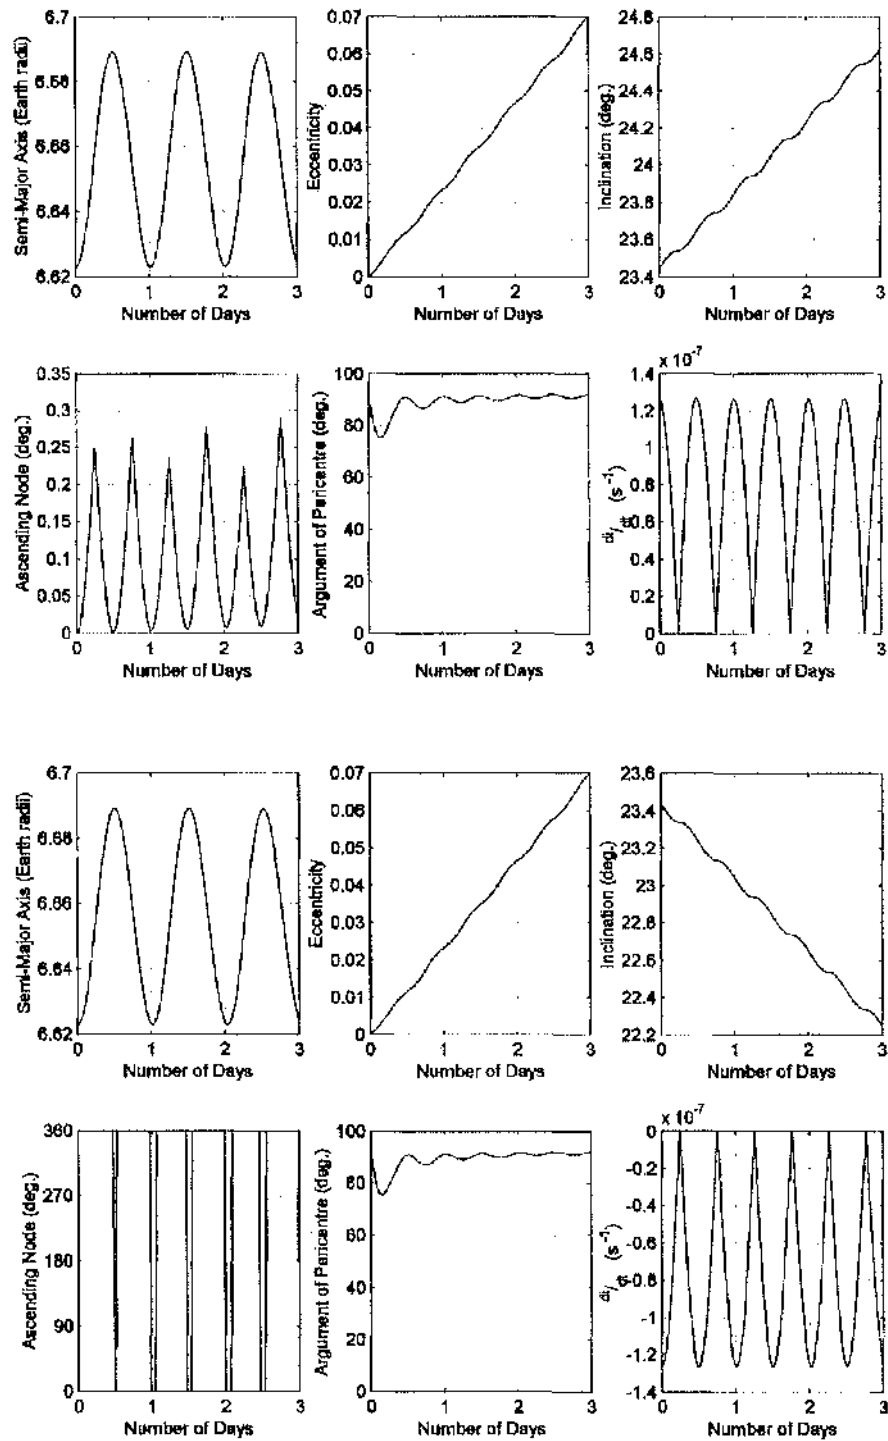 6.7
6.68
6.66
6.64
6.62
Semi-Major Axis (Earth radii)
0 1 2 3
Number of Days
0.07
0.06
0.05
0.04
0.03
0.02
0.01
0
Eccentricity
0 1 2 3
Number of Days
24.8
24.6
24.4
24.2
24
23.8
23.6
23.4
Inclination (deg.)
0 1 2 3
Number of Days
0.35
0.3
0.25
0.2
0.15
0.1
0.05
0
Ascending Node (deg.)
0 1 2 3
Number of Days
100
80
60
40
20
0
Argument of Pericentre (deg.)
0 1 2 3
Number of Days
x 10^-7
1.4
1.2
1
0.8
0.6
0.4
0.2
0
di/dt (s^-1)
0 1 2 3
Number of Days
6.7
6.68
6.66
6.64
6.62
Semi-Major Axis (Earth radii)
0 1 2 3
Number of Days
0.07
0.06
0.05
0.04
0.03
0.02
0.01
0
Eccentricity
0 1 2 3
Number of Days
23.6
23.4
23.2
23
22.8
22.6
22.4
22.2
Inclination (deg.)
0 1 2 3
Number of Days
360
270
180
90
0
Ascending Node (deg.)
0 1 2 3
Number of Days
100
80
60
40
20
0
Argument of Pericentre (deg.)
0 1 2 3
Number of Days
x 10^-7
0
-0.2
-0.4
-0.6
-0.8
-1
-1.2
-1.4
di/dt (s^-1)
0 1 2 3
Number of Days